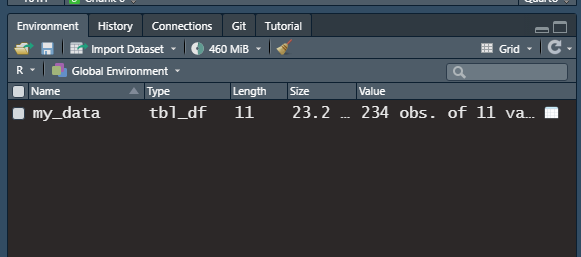 Quarto
Environment History Connections Git Tutorial
Import Dataset 460 MiB Grid
R Global Environment
Name Type Length Size Value
my_data tbl_df 11 23.2 … 234 obs. of 11 va…